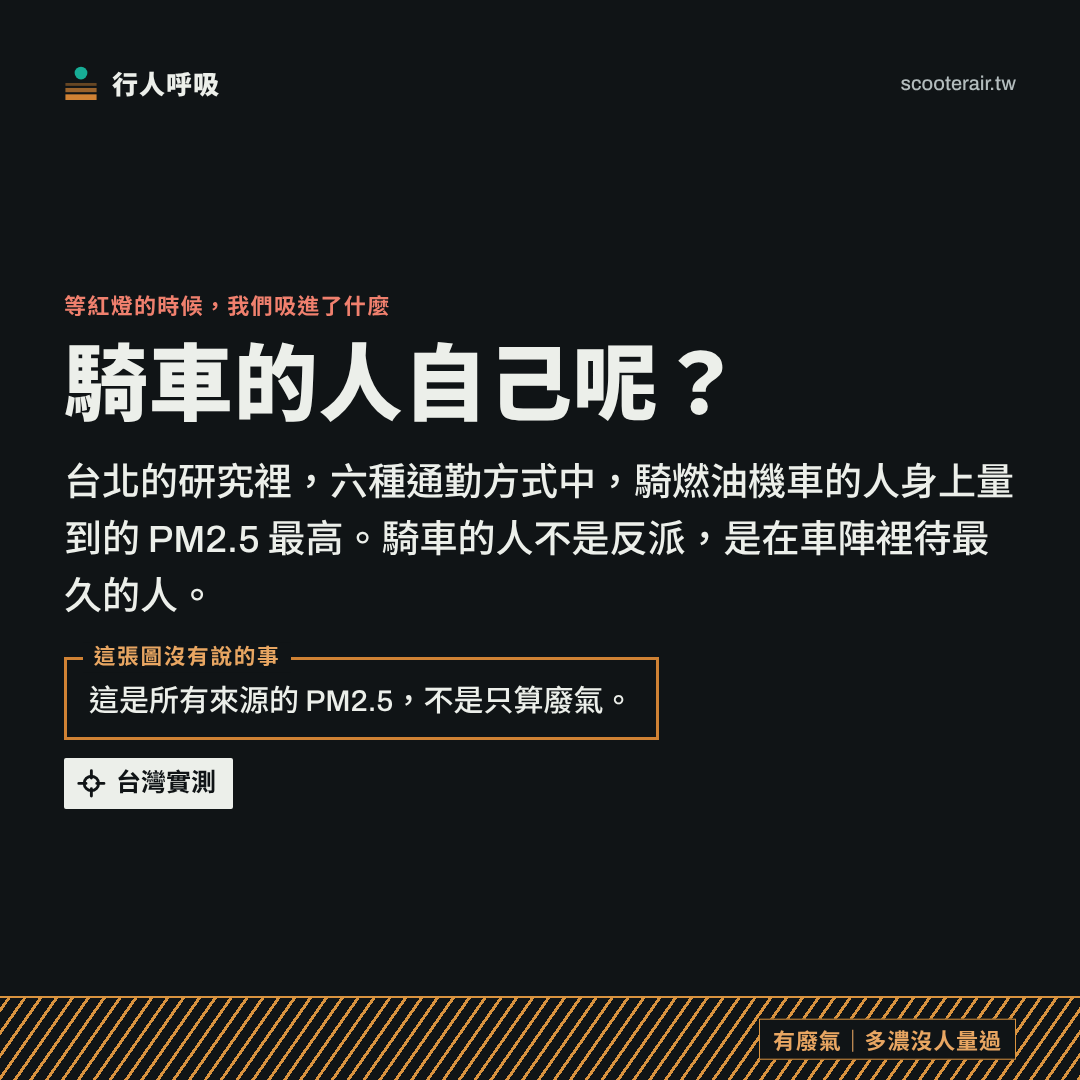 行人呼吸
scooterair.tw
等紅燈的時候，我們吸進了什麼
騎車的人自己呢？
台北的研究裡，六種通勤方式中，騎燃油機車的人身上量
到的 PM2.5 最高。騎車的人不是反派，是在車陣裡待最
久的人。
這張圖沒有說的事
這是所有來源的 PM2.5，不是只算廢氣。
台灣實測
有廢氣｜多濃沒人量過